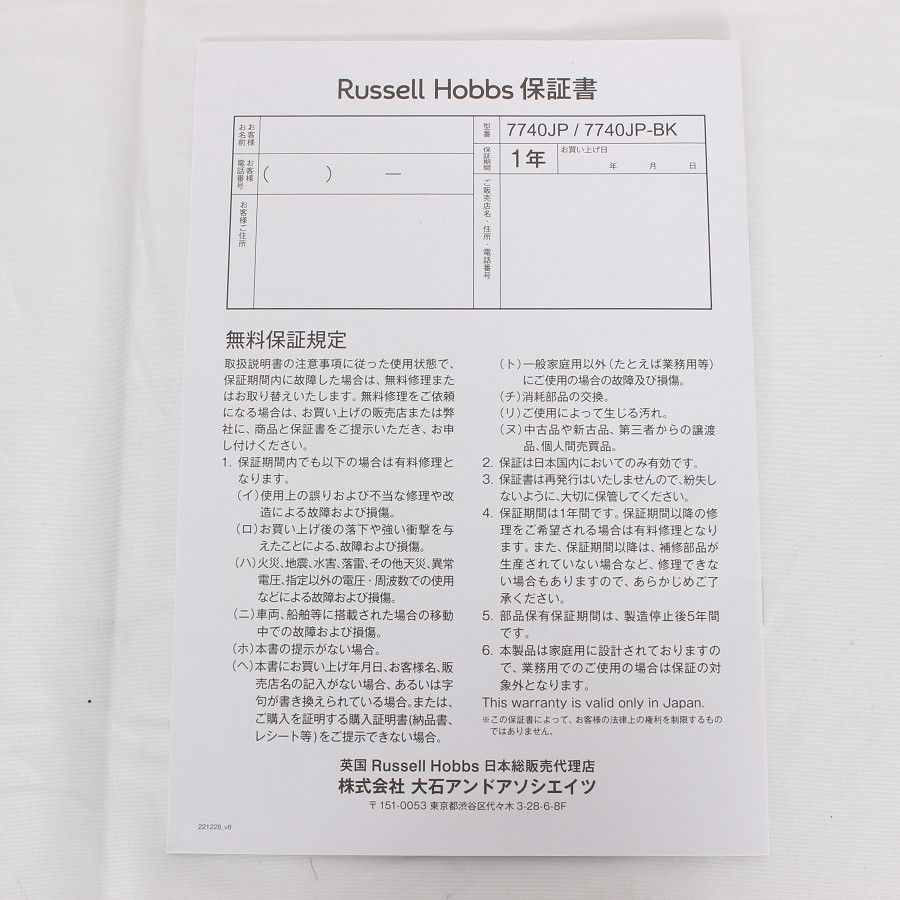 Russell Hobbs 保証書
お客様
お名前
型番
7740JP / 7740JP-BK
お客様
電話番号
(　　　)　　　―
保証期間
1年
お買い上げ日
年　　月　　日
お客様ご住所
ご販売店名・住所・電話番号
無料保証規定
取扱説明書の注意事項に従った使用状態で、
保証期間内に故障した場合は、無料修理また
はお取り替えいたします。無料修理をご依頼
になる場合は、お買い上げの販売店または弊
社に、商品と保証書をご提示いただき、お申
し付けください。
1. 保証期間内でも以下の場合は有料修理と
なります。
(イ)使用上の誤りおよび不当な修理や改
造による故障および損傷。
(ロ)お買い上げ後の落下や強い衝撃を与
えたことによる、故障および損傷。
(ハ)火災、地震、水害、落雷、その他天災、異常
電圧、指定以外の電圧・周波数での使用
などによる故障および損傷。
(ニ)車両、船舶等に搭載された場合の移動
中での故障および損傷。
(ホ)本書の提示がない場合。
(ヘ)本書にお買い上げ年月日、お客様名、販
売店名の記入がない場合、あるいは字
句が書き換えられている場合。または、
ご購入を証明する購入証明書(納品書、
レシート等)をご提示できない場合。
(ト)一般家庭用以外(たとえば業務用等)
にご使用の場合の故障及び損傷。
(チ)消耗部品の交換。
(リ)ご使用によって生じる汚れ。
(ヌ)中古品や新古品、第三者からの譲渡
品、個人間売買品。
2. 保証は日本国内においてのみ有効です。
3. 保証書は再発行はいたしませんので、紛失し
ないように、大切に保管してください。
4. 保証期間は1年間です。保証期間以降の修
理をご希望される場合は有料修理となり
ます。また、保証期間以降は、補修部品が
生産されていない場合など、修理できな
い場合もありますので、あらかじめご了
承ください。
5. 部品保有保証期間は、製造停止後5年間
です。
6. 本製品は家庭用に設計されておりますの
で、業務用でのご使用の場合は保証の対
象外となります。
This warranty is valid only in Japan.
※この保証書によって、お客様の法律上の権利を制限するもの
ではありません。
英国 Russell Hobbs 日本総販売代理店
株式会社 大石アンドアソシエイツ
〒151-0053 東京都渋谷区代々木 3-28-6-8F
221228_v8